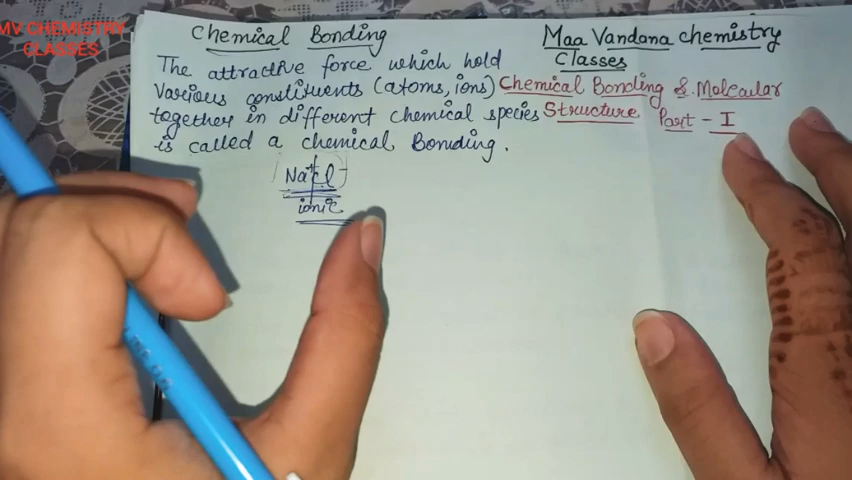 MV CHEMISTRY
CLASSES
Chemical Bonding
The attractive force which hold
various constituents (atoms, ions)
together in different chemical species
is called a chemical Bonding.
Na+Cl-
ionic
Maa Vandana chemistry
Classes
Chemical Bonding & Molecular
Structure Part - I